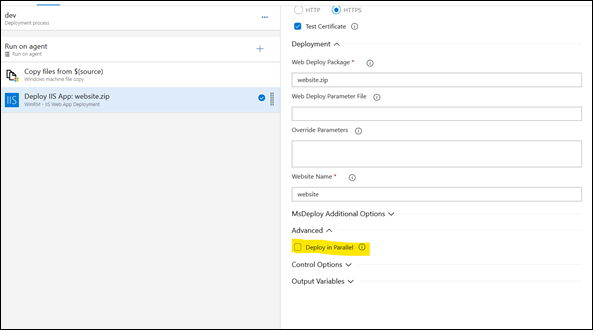 dev
Deployment process
...
Run on agent
Run on agent
Copy files from $(source)
Windows machine file copy
IIS
Deploy IIS App: website.zip
WinRM - IIS Web App Deployment
HTTP HTTPS
Test Certificate
Deployment
Web Deploy Package *
website.zip
Web Deploy Parameter File
Override Parameters
Website Name *
website
MsDeploy Additional Options
Advanced
Deploy in Parallel
Control Options
Output Variables